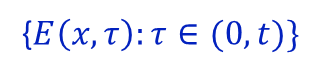 {E(x, τ): τ ∈ (0, t)}